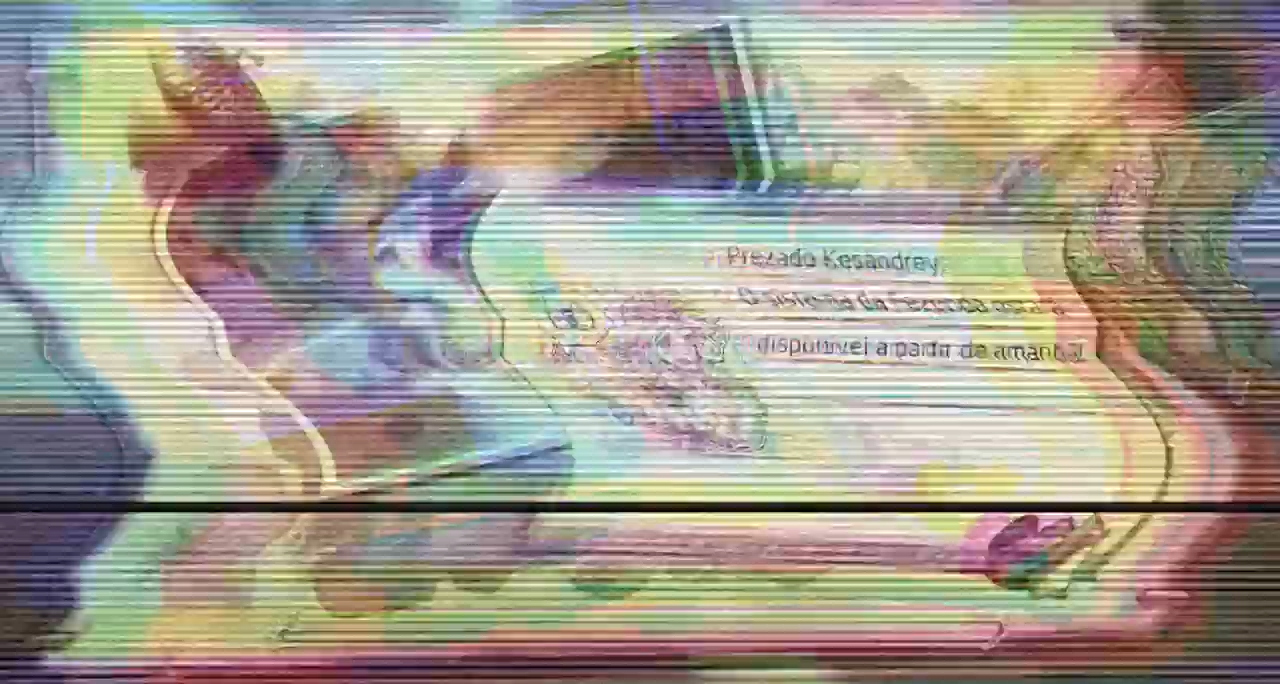 Prezado Kesandrey,
O sistema da
disponível a partir de amanhã!